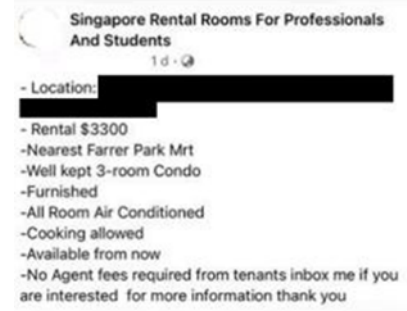 Singapore Rental Rooms For Professionals
And Students
1d ·
- Location:
- Rental $3300
-Nearest Farrer Park Mrt
-Well kept 3-room Condo
-Furnished
-All Room Air Conditioned
-Cooking allowed
-Available from now
-No Agent fees required from tenants inbox me if you
are interested for more information thank you